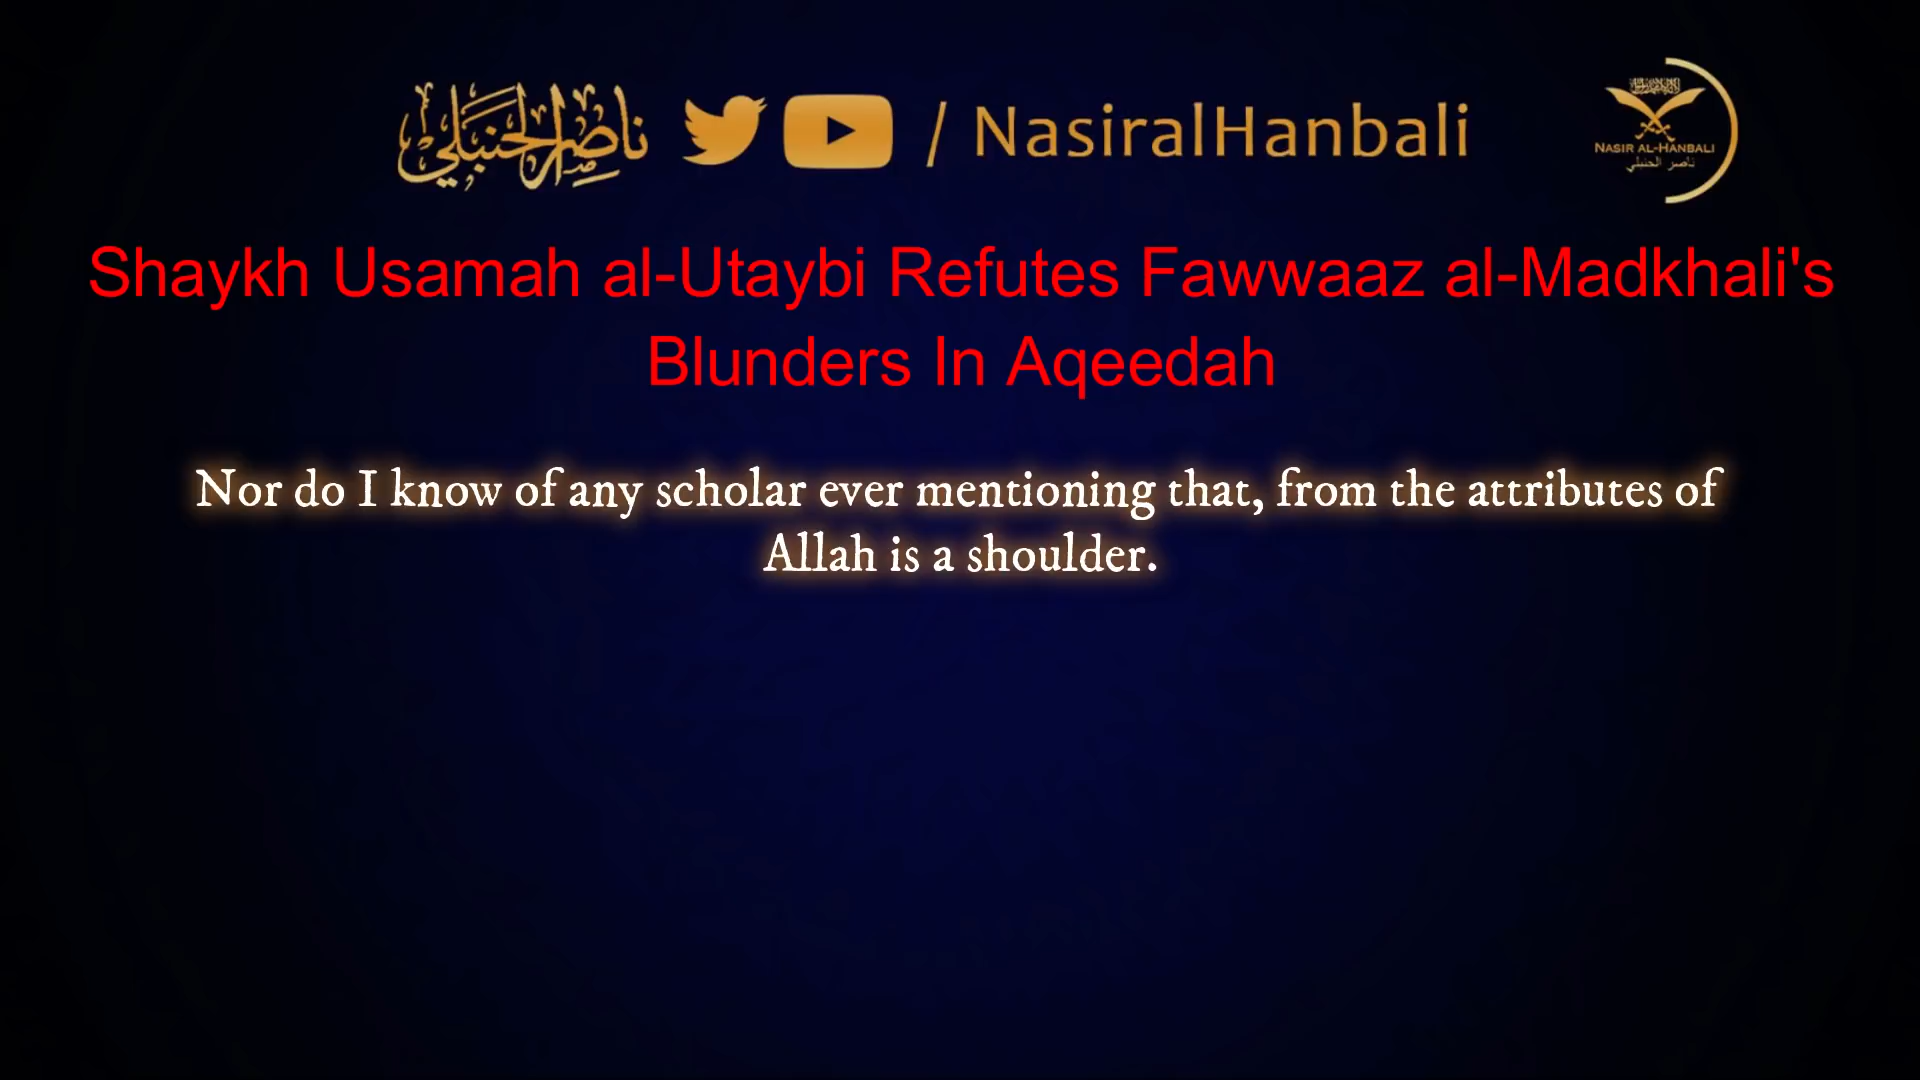 ناصر الحنبلي / NasiralHanbali
NASIR AL-HANBALI
ناصر الحنبلي
Shaykh Usamah al-Utaybi Refutes Fawwaaz al-Madkhali's
Blunders In Aqeedah
Nor do I know of any scholar ever mentioning that, from the attributes of
Allah is a shoulder.